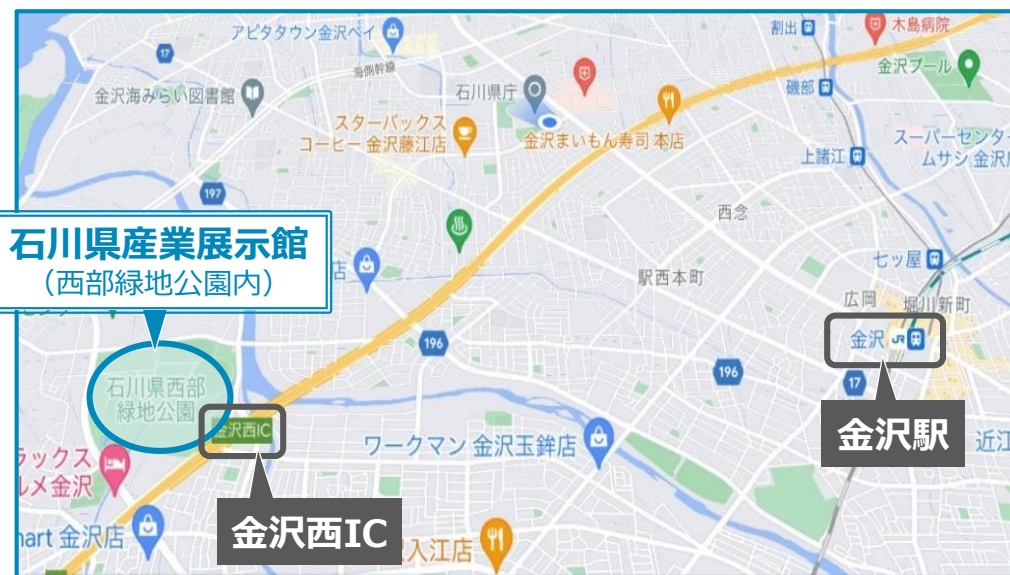 アピタタウン金沢ベイ
割出
木島病院
17
海側幹線
金沢プール
金沢海みらい図書館
石川県庁
磯部
スターバックス
コーヒー 金沢藤江店
金沢まいもん寿司 本店
スーパーセンター
ムサシ 金沢
上諸江
197
西念
石川県産業展示館
（西部緑地公園内）
店
駅西本町
七ツ屋
広岡
堀川新町
196
金沢 JR
石川県西部
緑地公園
196
17
金沢西IC
ワークマン 金沢玉鉾店
金沢駅
近江
ラックス
ルメ金沢
mart 金沢店
金沢西IC
入江店